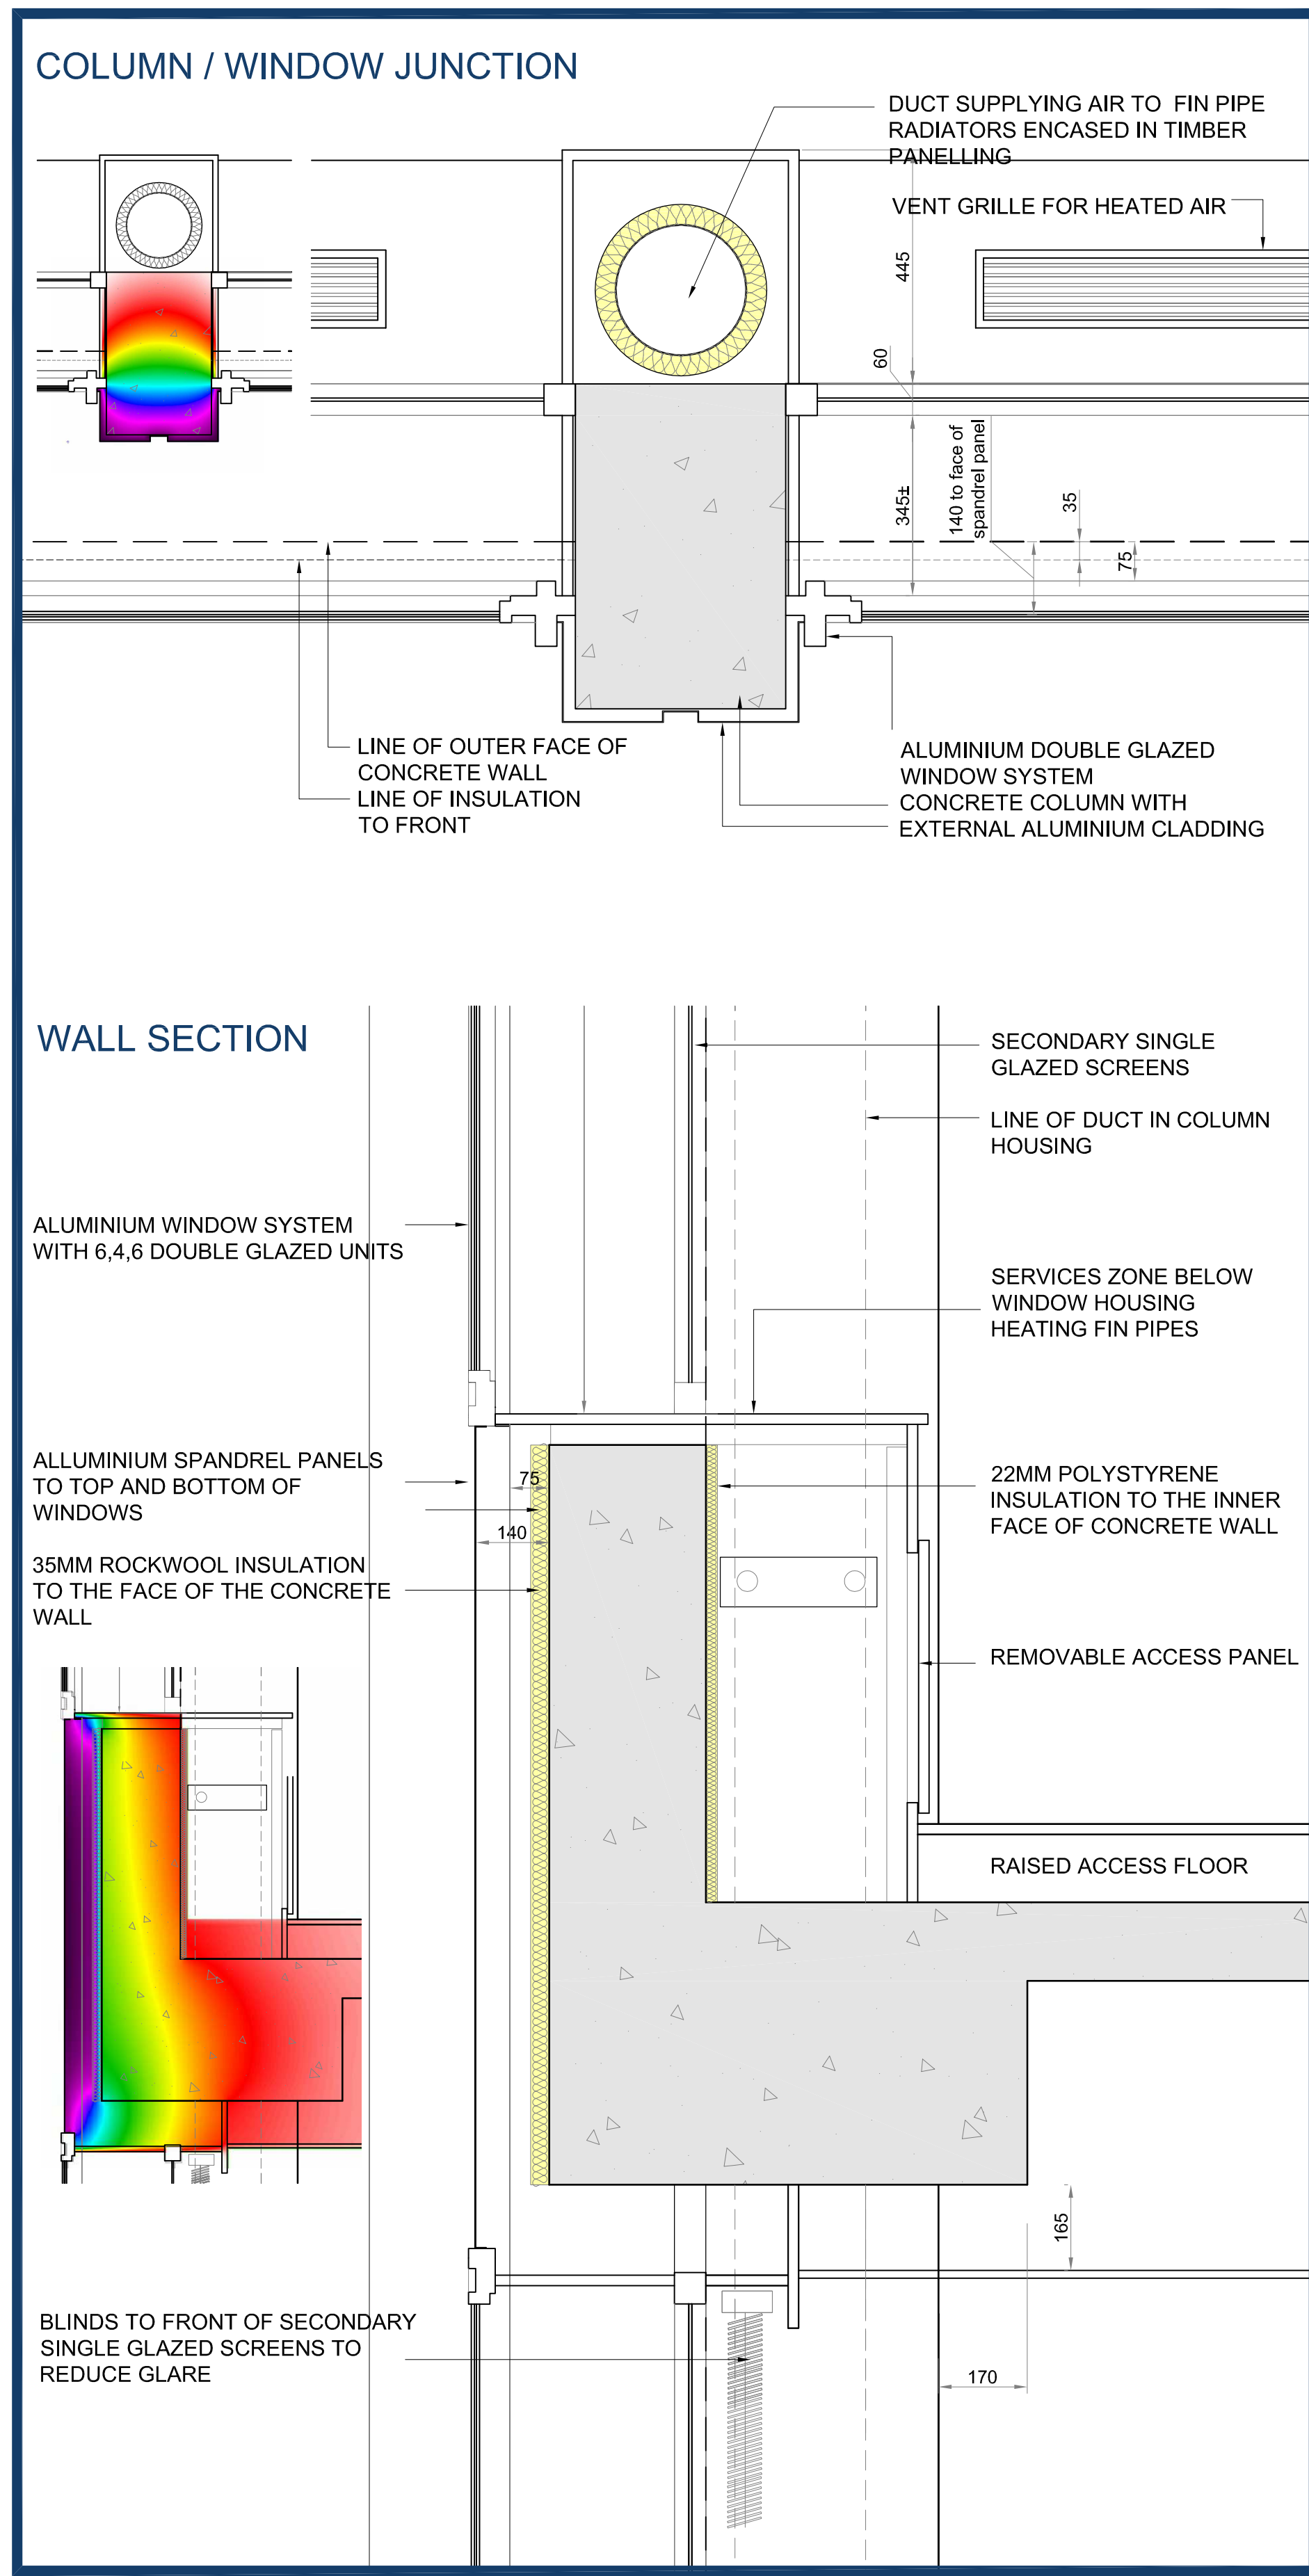 COLUMN / WINDOW JUNCTION
DUCT SUPPLYING AIR TO FIN PIPE
RADIATORS ENCASED IN TIMBER
PANELLING
VENT GRILLE FOR HEATED AIR
445
60
345±
140 to face of
spandrel panel
35
75
LINE OF OUTER FACE OF
CONCRETE WALL
LINE OF INSULATION
TO FRONT
ALUMINIUM DOUBLE GLAZED
WINDOW SYSTEM
CONCRETE COLUMN WITH
EXTERNAL ALUMINIUM CLADDING
WALL SECTION
SECONDARY SINGLE
GLAZED SCREENS
LINE OF DUCT IN COLUMN
HOUSING
ALUMINIUM WINDOW SYSTEM
WITH 6,4,6 DOUBLE GLAZED UNITS
SERVICES ZONE BELOW
WINDOW HOUSING
HEATING FIN PIPES
ALLUMINIUM SPANDREL PANELS
TO TOP AND BOTTOM OF
WINDOWS
75
140
22MM POLYSTYRENE
INSULATION TO THE INNER
FACE OF CONCRETE WALL
35MM ROCKWOOL INSULATION
TO THE FACE OF THE CONCRETE
WALL
REMOVABLE ACCESS PANEL
RAISED ACCESS FLOOR
165
BLINDS TO FRONT OF SECONDARY
SINGLE GLAZED SCREENS TO
REDUCE GLARE
170